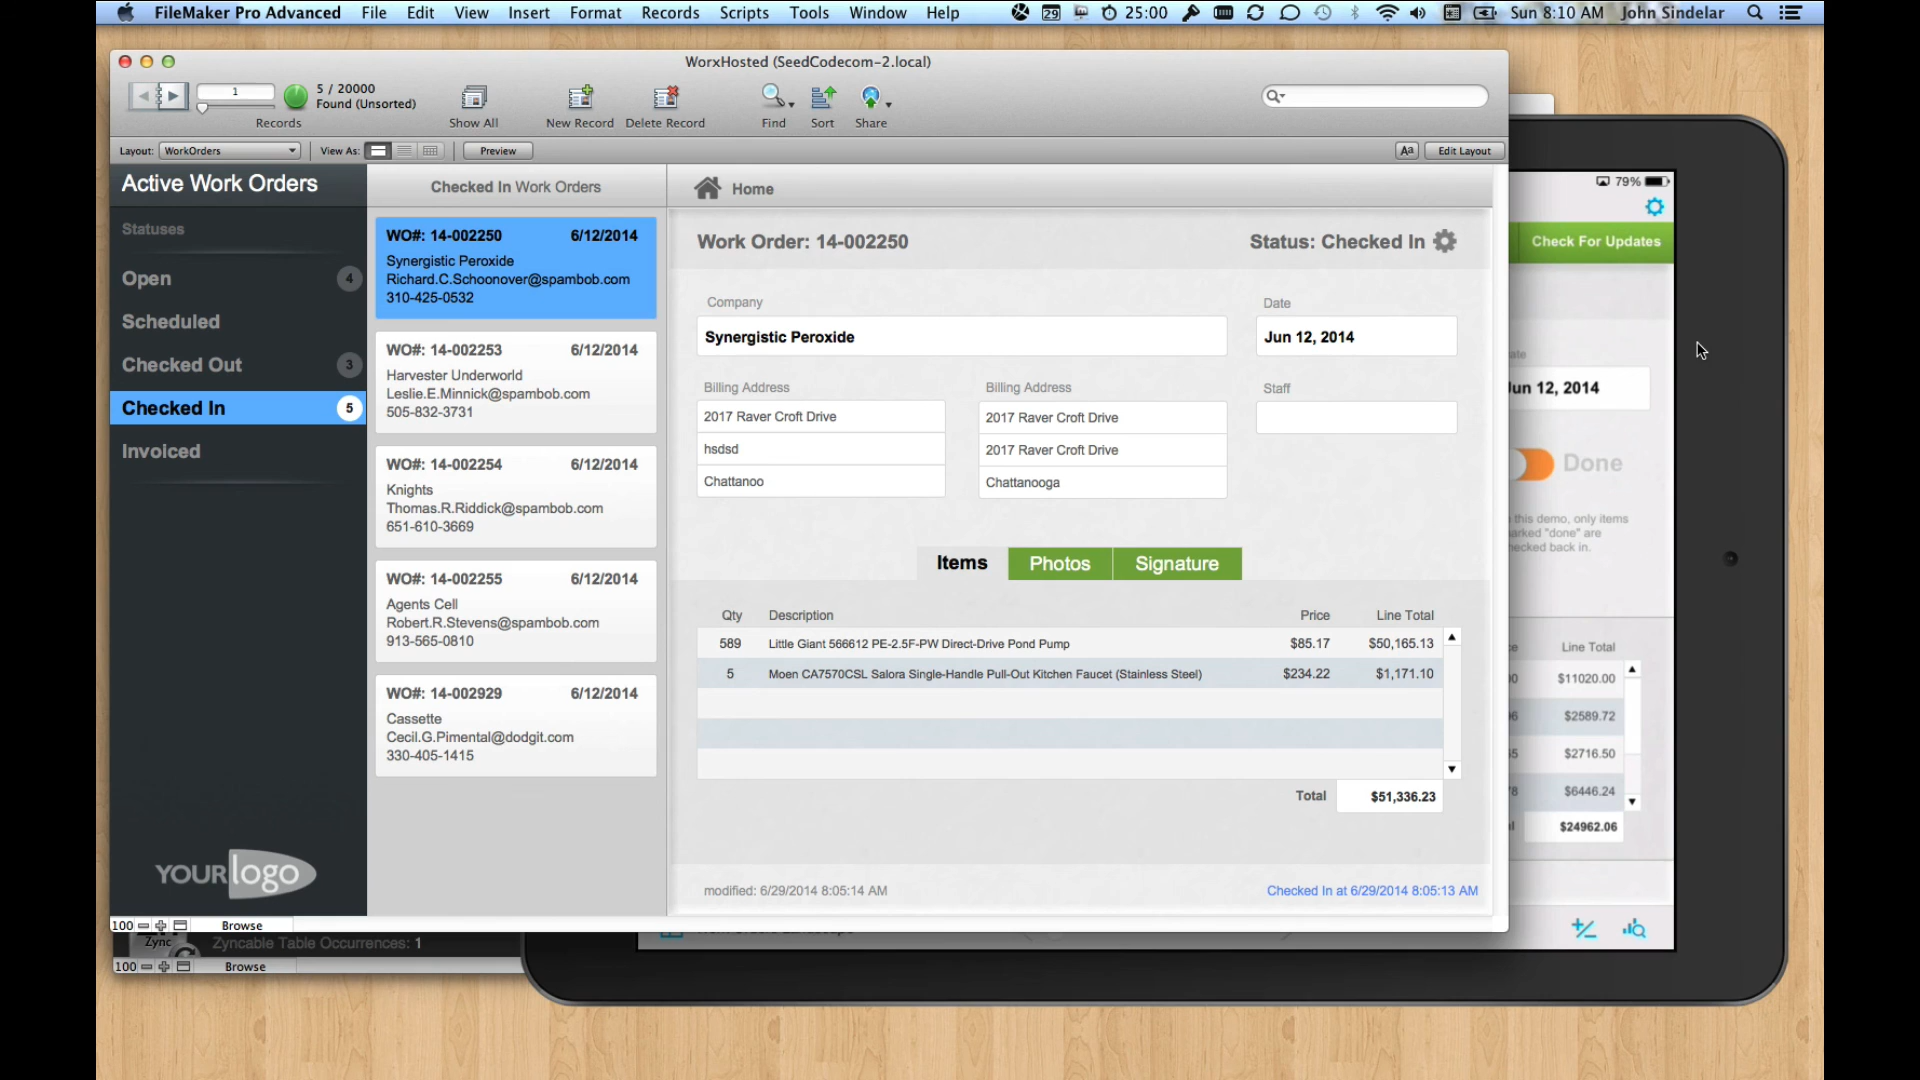 FileMaker Pro Advanced File Edit View Insert Format Records Scripts Tools Window Help 29 25:00 Sun 8:10 AM John Sindelar
WorxHosted (SeedCodecom-2.local)
1
5 / 20000
Found (Unsorted)
Records
Show All
New Record
Delete Record
Find
Sort
Share
Layout: WorkOrders View As: Preview Aa Edit Layout
Active Work Orders
Statuses
Open 4
Scheduled
Checked Out 3
Checked In 5
Invoiced
YOUR logo
Checked In Work Orders
WO#: 14-002250 6/12/2014
Synergistic Peroxide
Richard.C.Schoonover@spambob.com
310-425-0532
WO#: 14-002253 6/12/2014
Harvester Underworld
Leslie.E.Minnick@spambob.com
505-832-3731
WO#: 14-002254 6/12/2014
Knights
Thomas.R.Riddick@spambob.com
651-610-3669
WO#: 14-002255 6/12/2014
Agents Cell
Robert.R.Stevens@spambob.com
913-565-0810
WO#: 14-002929 6/12/2014
Cassette
Cecil.G.Pimental@dodgit.com
330-405-1415
Home
Work Order: 14-002250 Status: Checked In
Company
Synergistic Peroxide
Date
Jun 12, 2014
Billing Address
2017 Raver Croft Drive
hsdsd
Chattanoo
Billing Address
2017 Raver Croft Drive
2017 Raver Croft Drive
Chattanooga
Staff
Items Photos Signature
Qty Description Price Line Total
589 Little Giant 566612 PE-2.5F-PW Direct-Drive Pond Pump $85.17 $50,165.13
5 Moen CA7570CSL Salora Single-Handle Pull-Out Kitchen Faucet (Stainless Steel) $234.22 $1,171.10
Total $51,336.23
modified: 6/29/2014 8:05:14 AM Checked In at 6/29/2014 8:05:13 AM
100 Browse
Zync Zyncable Table Occurrences: 1
100 Browse
79%
Check For Updates
Jun 12, 2014
Done
this demo, only items
"done" are
back in.
Line Total
$11020.00
$2589.72
$2716.50
$6446.24
$24962.06